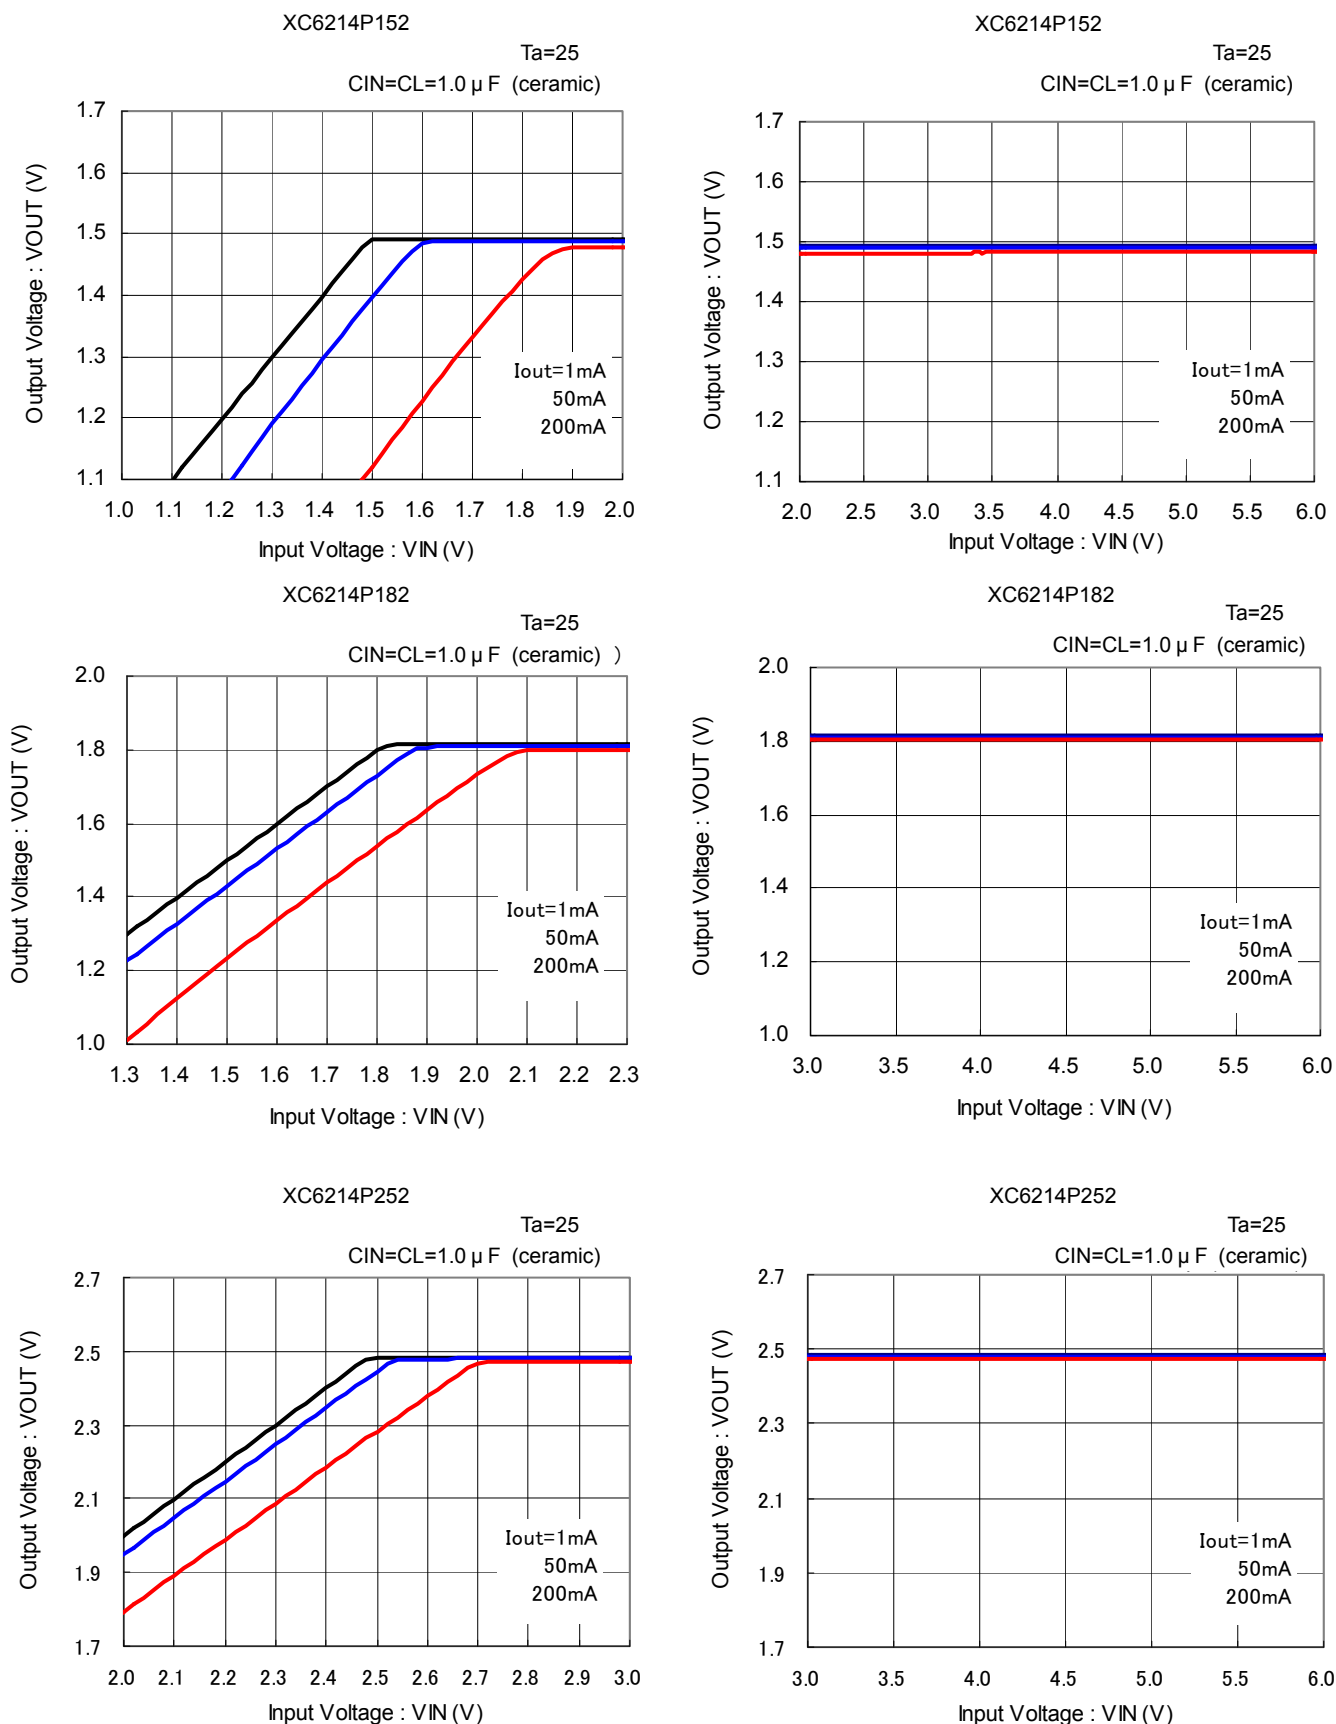 XC6214P152
Ta=25
CIN=CL=1.0 μ F (ceramic)
Output Voltage : VOUT (V)
1.7
1.6
1.5
1.4
1.3
1.2
1.1
Iout=1mA
50mA
200mA
1.0 1.1 1.2 1.3 1.4 1.5 1.6 1.7 1.8 1.9 2.0
Input Voltage : VIN (V)
XC6214P152
Ta=25
CIN=CL=1.0 μ F (ceramic)
Output Voltage : VOUT (V)
1.7
1.6
1.5
1.4
1.3
1.2
1.1
Iout=1mA
50mA
200mA
2.0 2.5 3.0 3.5 4.0 4.5 5.0 5.5 6.0
Input Voltage : VIN (V)
XC6214P182
Ta=25
CIN=CL=1.0 μ F (ceramic) )
Output Voltage : VOUT (V)
2.0
1.8
1.6
1.4
1.2
1.0
Iout=1mA
50mA
200mA
1.3 1.4 1.5 1.6 1.7 1.8 1.9 2.0 2.1 2.2 2.3
Input Voltage : VIN (V)
XC6214P182
Ta=25
CIN=CL=1.0 μ F (ceramic)
Output Voltage : VOUT (V)
2.0
1.8
1.6
1.4
1.2
1.0
Iout=1mA
50mA
200mA
3.0 3.5 4.0 4.5 5.0 5.5 6.0
Input Voltage : VIN (V)
XC6214P252
Ta=25
CIN=CL=1.0 μ F (ceramic)
Output Voltage : VOUT (V)
2.7
2.5
2.3
2.1
1.9
1.7
Iout=1mA
50mA
200mA
2.0 2.1 2.2 2.3 2.4 2.5 2.6 2.7 2.8 2.9 3.0
Input Voltage : VIN (V)
XC6214P252
Ta=25
CIN=CL=1.0 μ F (ceramic)
Output Voltage : VOUT (V)
2.7
2.5
2.3
2.1
1.9
1.7
Iout=1mA
50mA
200mA
3.0 3.5 4.0 4.5 5.0 5.5 6.0
Input Voltage : VIN (V)